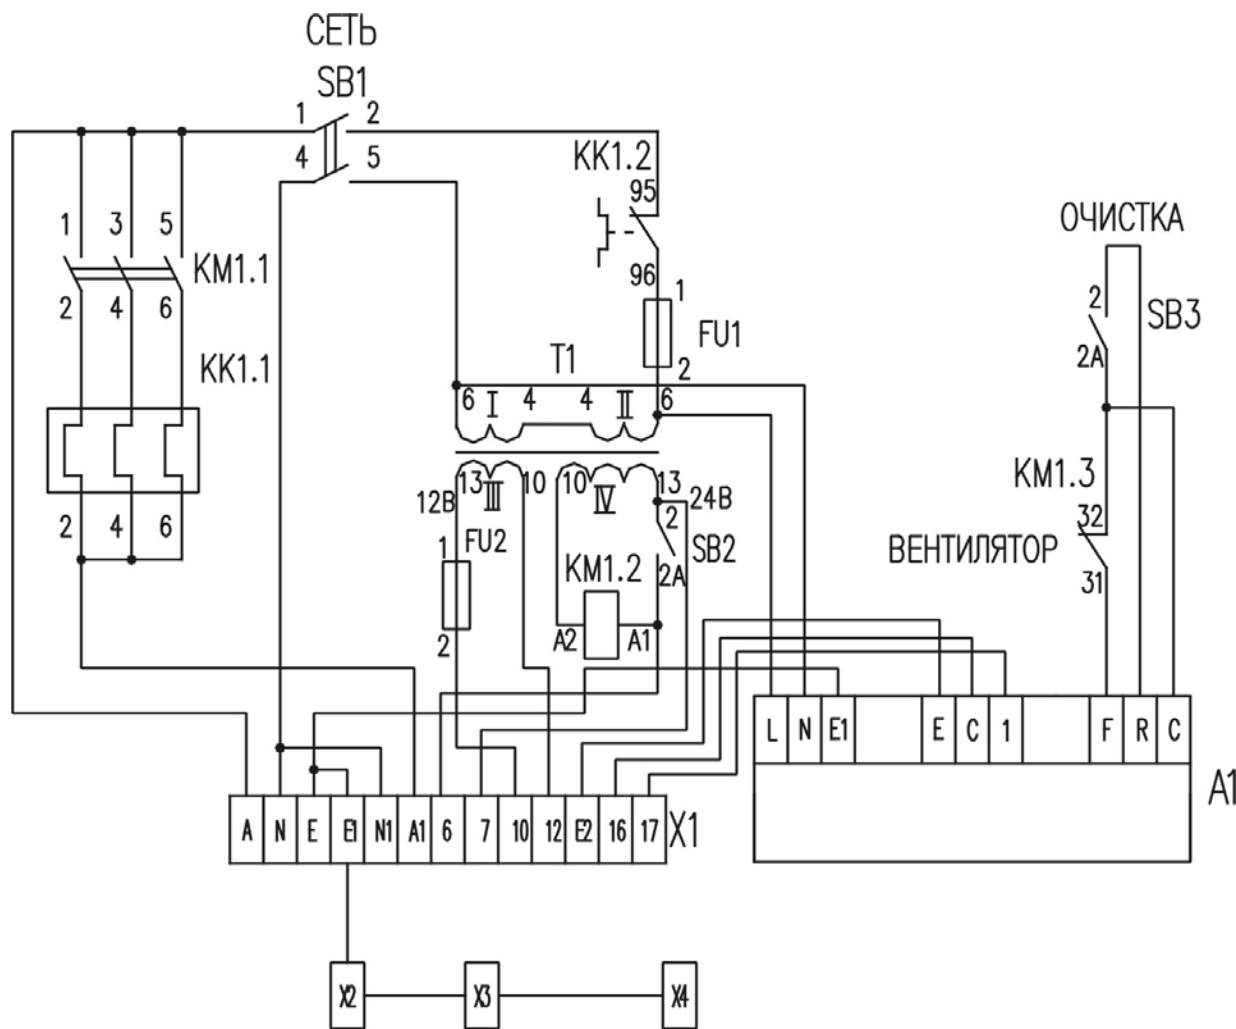 СЕТЬ
SB1
1 2
4 5
KK1.2
95
96
1 3 5
KM1.1
2 4 6
KK1.1
2 4 6
1
FU1
2
T1
6 I 4 4 II 6
13 III 10 10 IV 13
12В
24В
1
FU2
2
KM1.2
A2 A1
2
SB2
2A
ОЧИСТКА
2
SB3
2A
KM1.3
32
ВЕНТИЛЯТОР
31
L N E1 E C 1 F R C
A1
A N E E1 N1 A1 6 7 10 12 E2 16 17 X1
X2 X3 X4